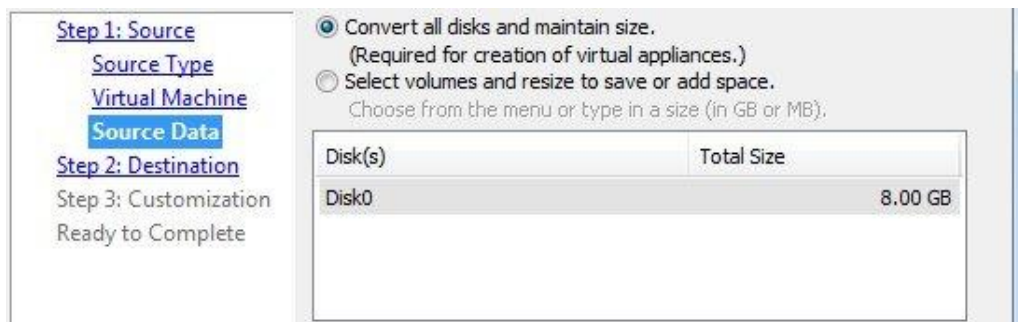 Step 1: Source
Source Type
Virtual Machine
Source Data
Step 2: Destination
Step 3: Customization
Ready to Complete
Convert all disks and maintain size.
(Required for creation of virtual appliances.)
Select volumes and resize to save or add space.
Choose from the menu or type in a size (in GB or MB).
Disk(s) Total Size
Disk0 8.00 GB